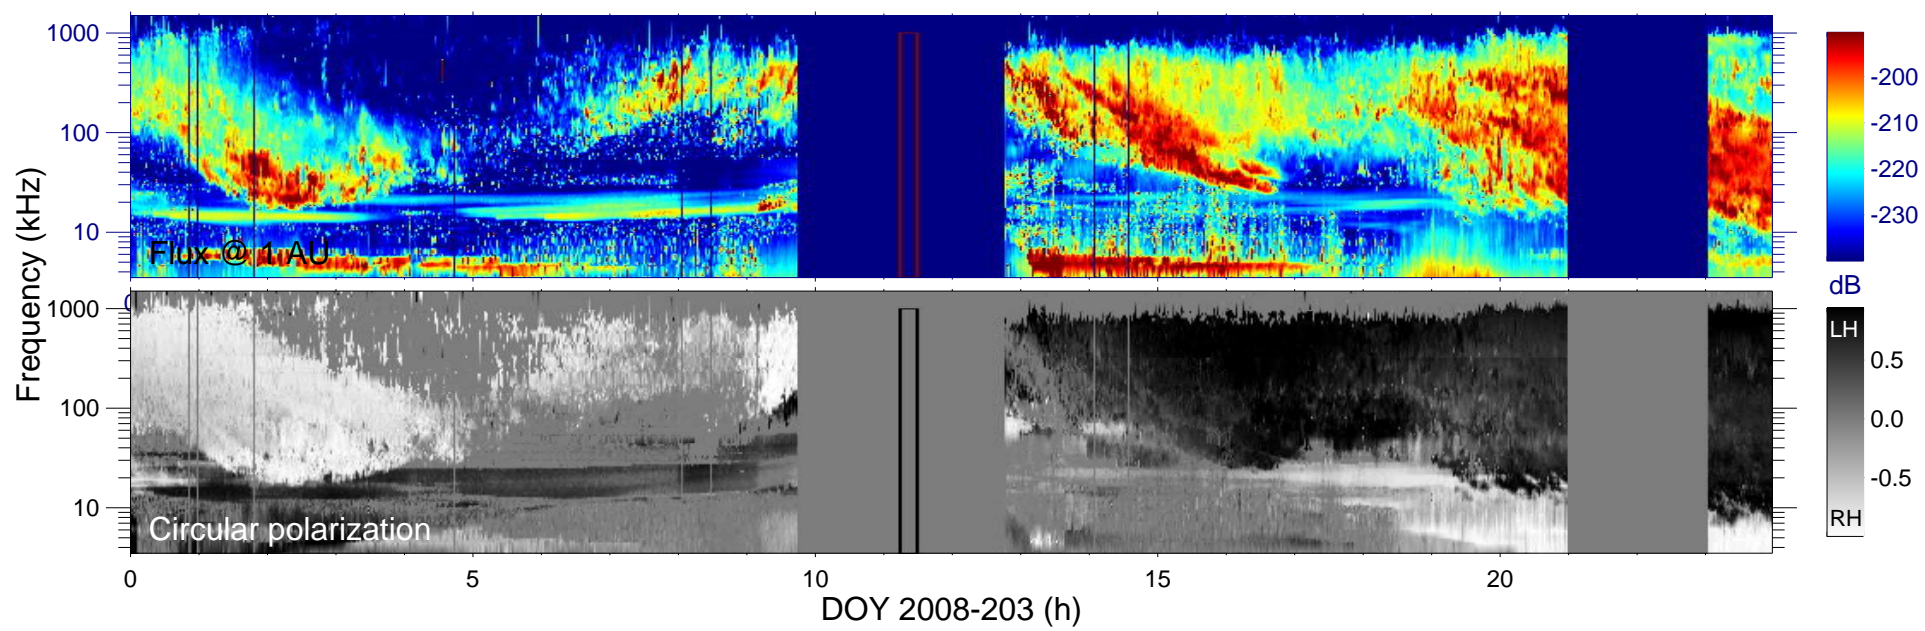 1000
100
10
Flux @ 1 AU
-200
-210
-220
-230
dB
Frequency (kHz)
0
1000
100
10
Circular polarization
LH
0.5
0.0
-0.5
RH
0
5
10
15
20
DOY 2008-203 (h)